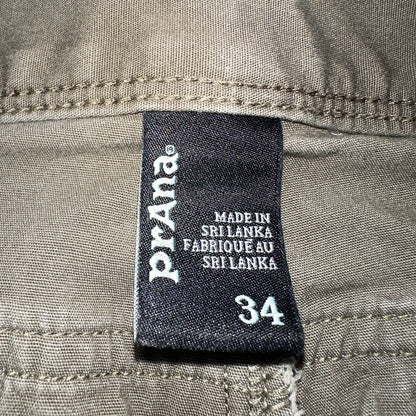 prAna®
MADE IN
SRI LANKA
FABRIQUÉ AU
SRI LANKA
34